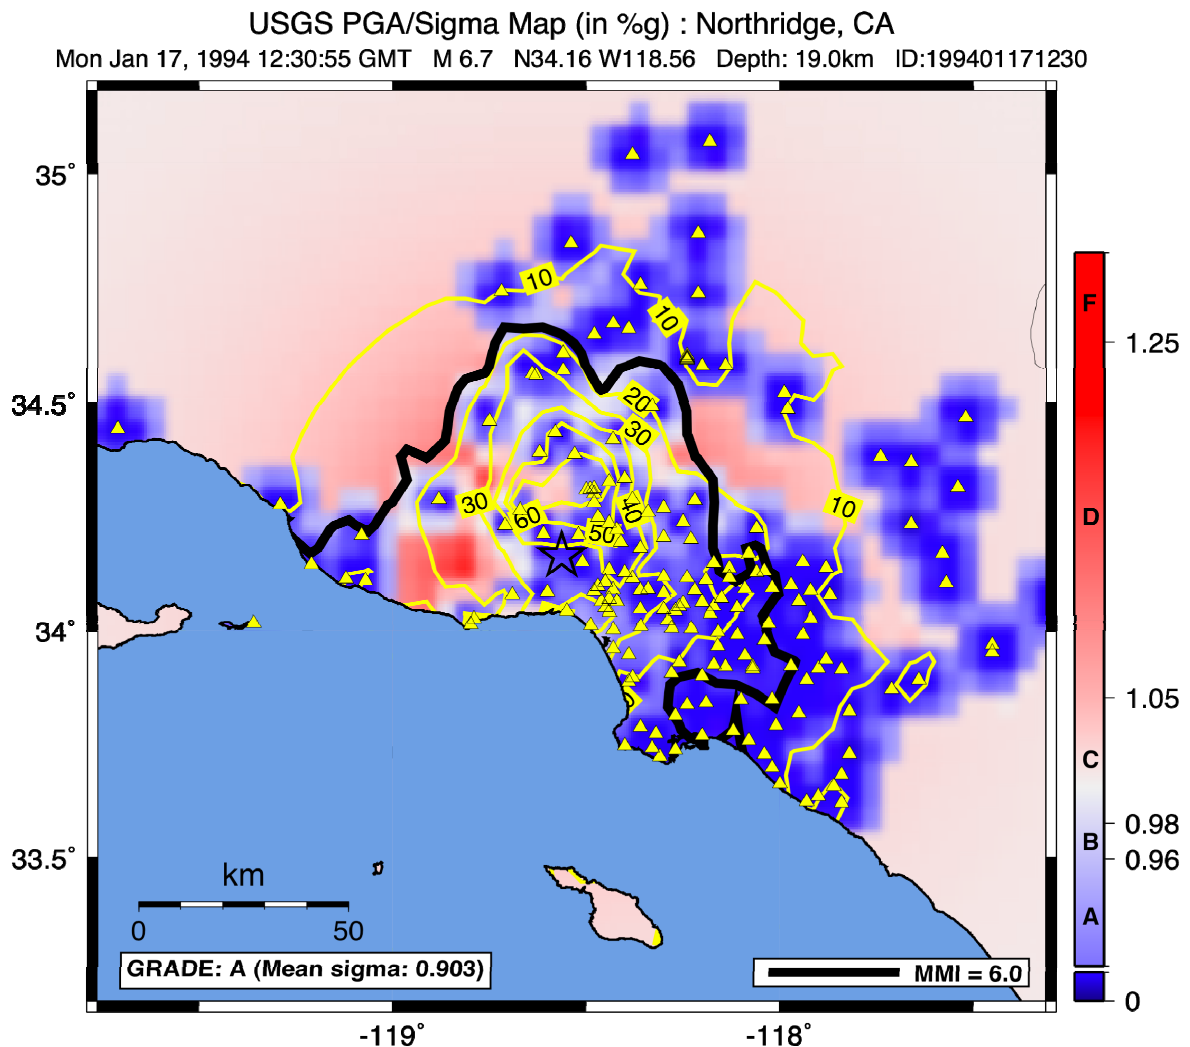 USGS PGA/Sigma Map (in %g) : Northridge, CA
Mon Jan 17, 1994 12:30:55 GMT M 6.7 N34.16 W118.56 Depth: 19.0km ID:199401171230
35˚
34.5˚
34˚
33.5˚
-119˚
-118˚
10
10
20
30
30
40
60
50
10
km
0 50
GRADE: A (Mean sigma: 0.903)
MMI = 6.0
F
1.25
D
1.05
C
0.98
B
0.96
A
0